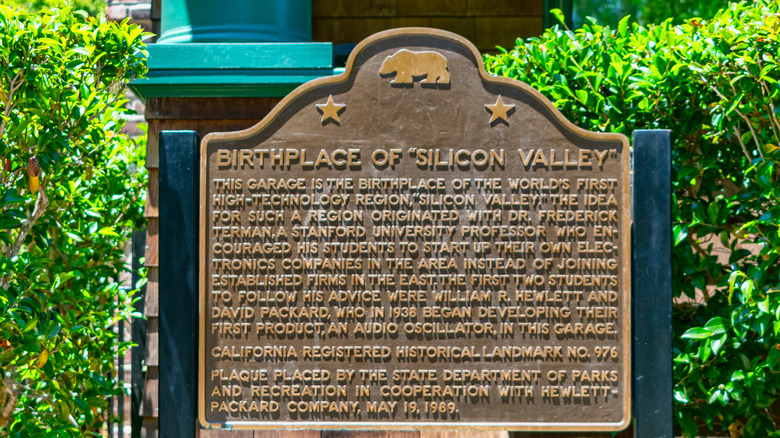 BIRTHPLACE OF "SILICON VALLEY"
THIS GARAGE IS THE BIRTHPLACE OF THE WORLD'S FIRST
HIGH-TECHNOLOGY REGION, "SILICON VALLEY." THE IDEA
FOR SUCH A REGION ORIGINATED WITH DR. FREDERICK
TERMAN, A STANFORD UNIVERSITY PROFESSOR WHO EN-
COURAGED HIS STUDENTS TO START UP THEIR OWN ELEC-
TRONICS COMPANIES IN THE AREA INSTEAD OF JOINING
ESTABLISHED FIRMS IN THE EAST. THE FIRST TWO STUDENTS
TO FOLLOW HIS ADVICE WERE WILLIAM R. HEWLETT AND
DAVID PACKARD, WHO IN 1938 BEGAN DEVELOPING THEIR
FIRST PRODUCT, AN AUDIO OSCILLATOR, IN THIS GARAGE.
CALIFORNIA REGISTERED HISTORICAL LANDMARK NO. 976
PLAQUE PLACED BY THE STATE DEPARTMENT OF PARKS
AND RECREATION IN COOPERATION WITH HEWLETT-
PACKARD COMPANY, MAY 19, 1989.